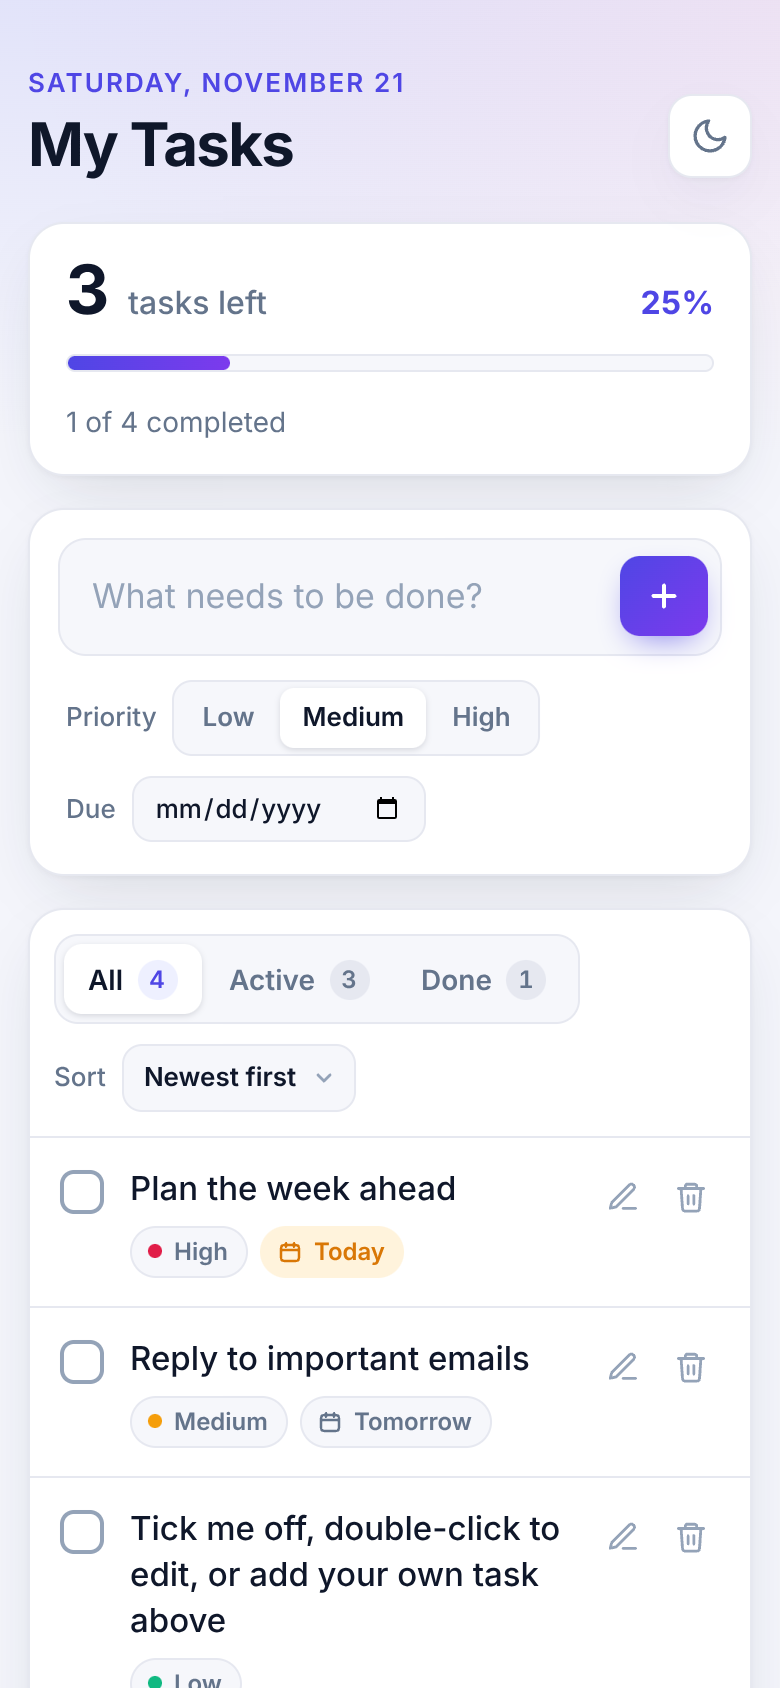 SATURDAY, NOVEMBER 21
My Tasks
3 tasks left 25%
1 of 4 completed
What needs to be done?
Priority Low Medium High
Due mm/dd/yyyy
All 4 Active 3 Done 1
Sort Newest first
Plan the week ahead
High Today
Reply to important emails
Medium Tomorrow
Tick me off, double-click to
edit, or add your own task
above
Low